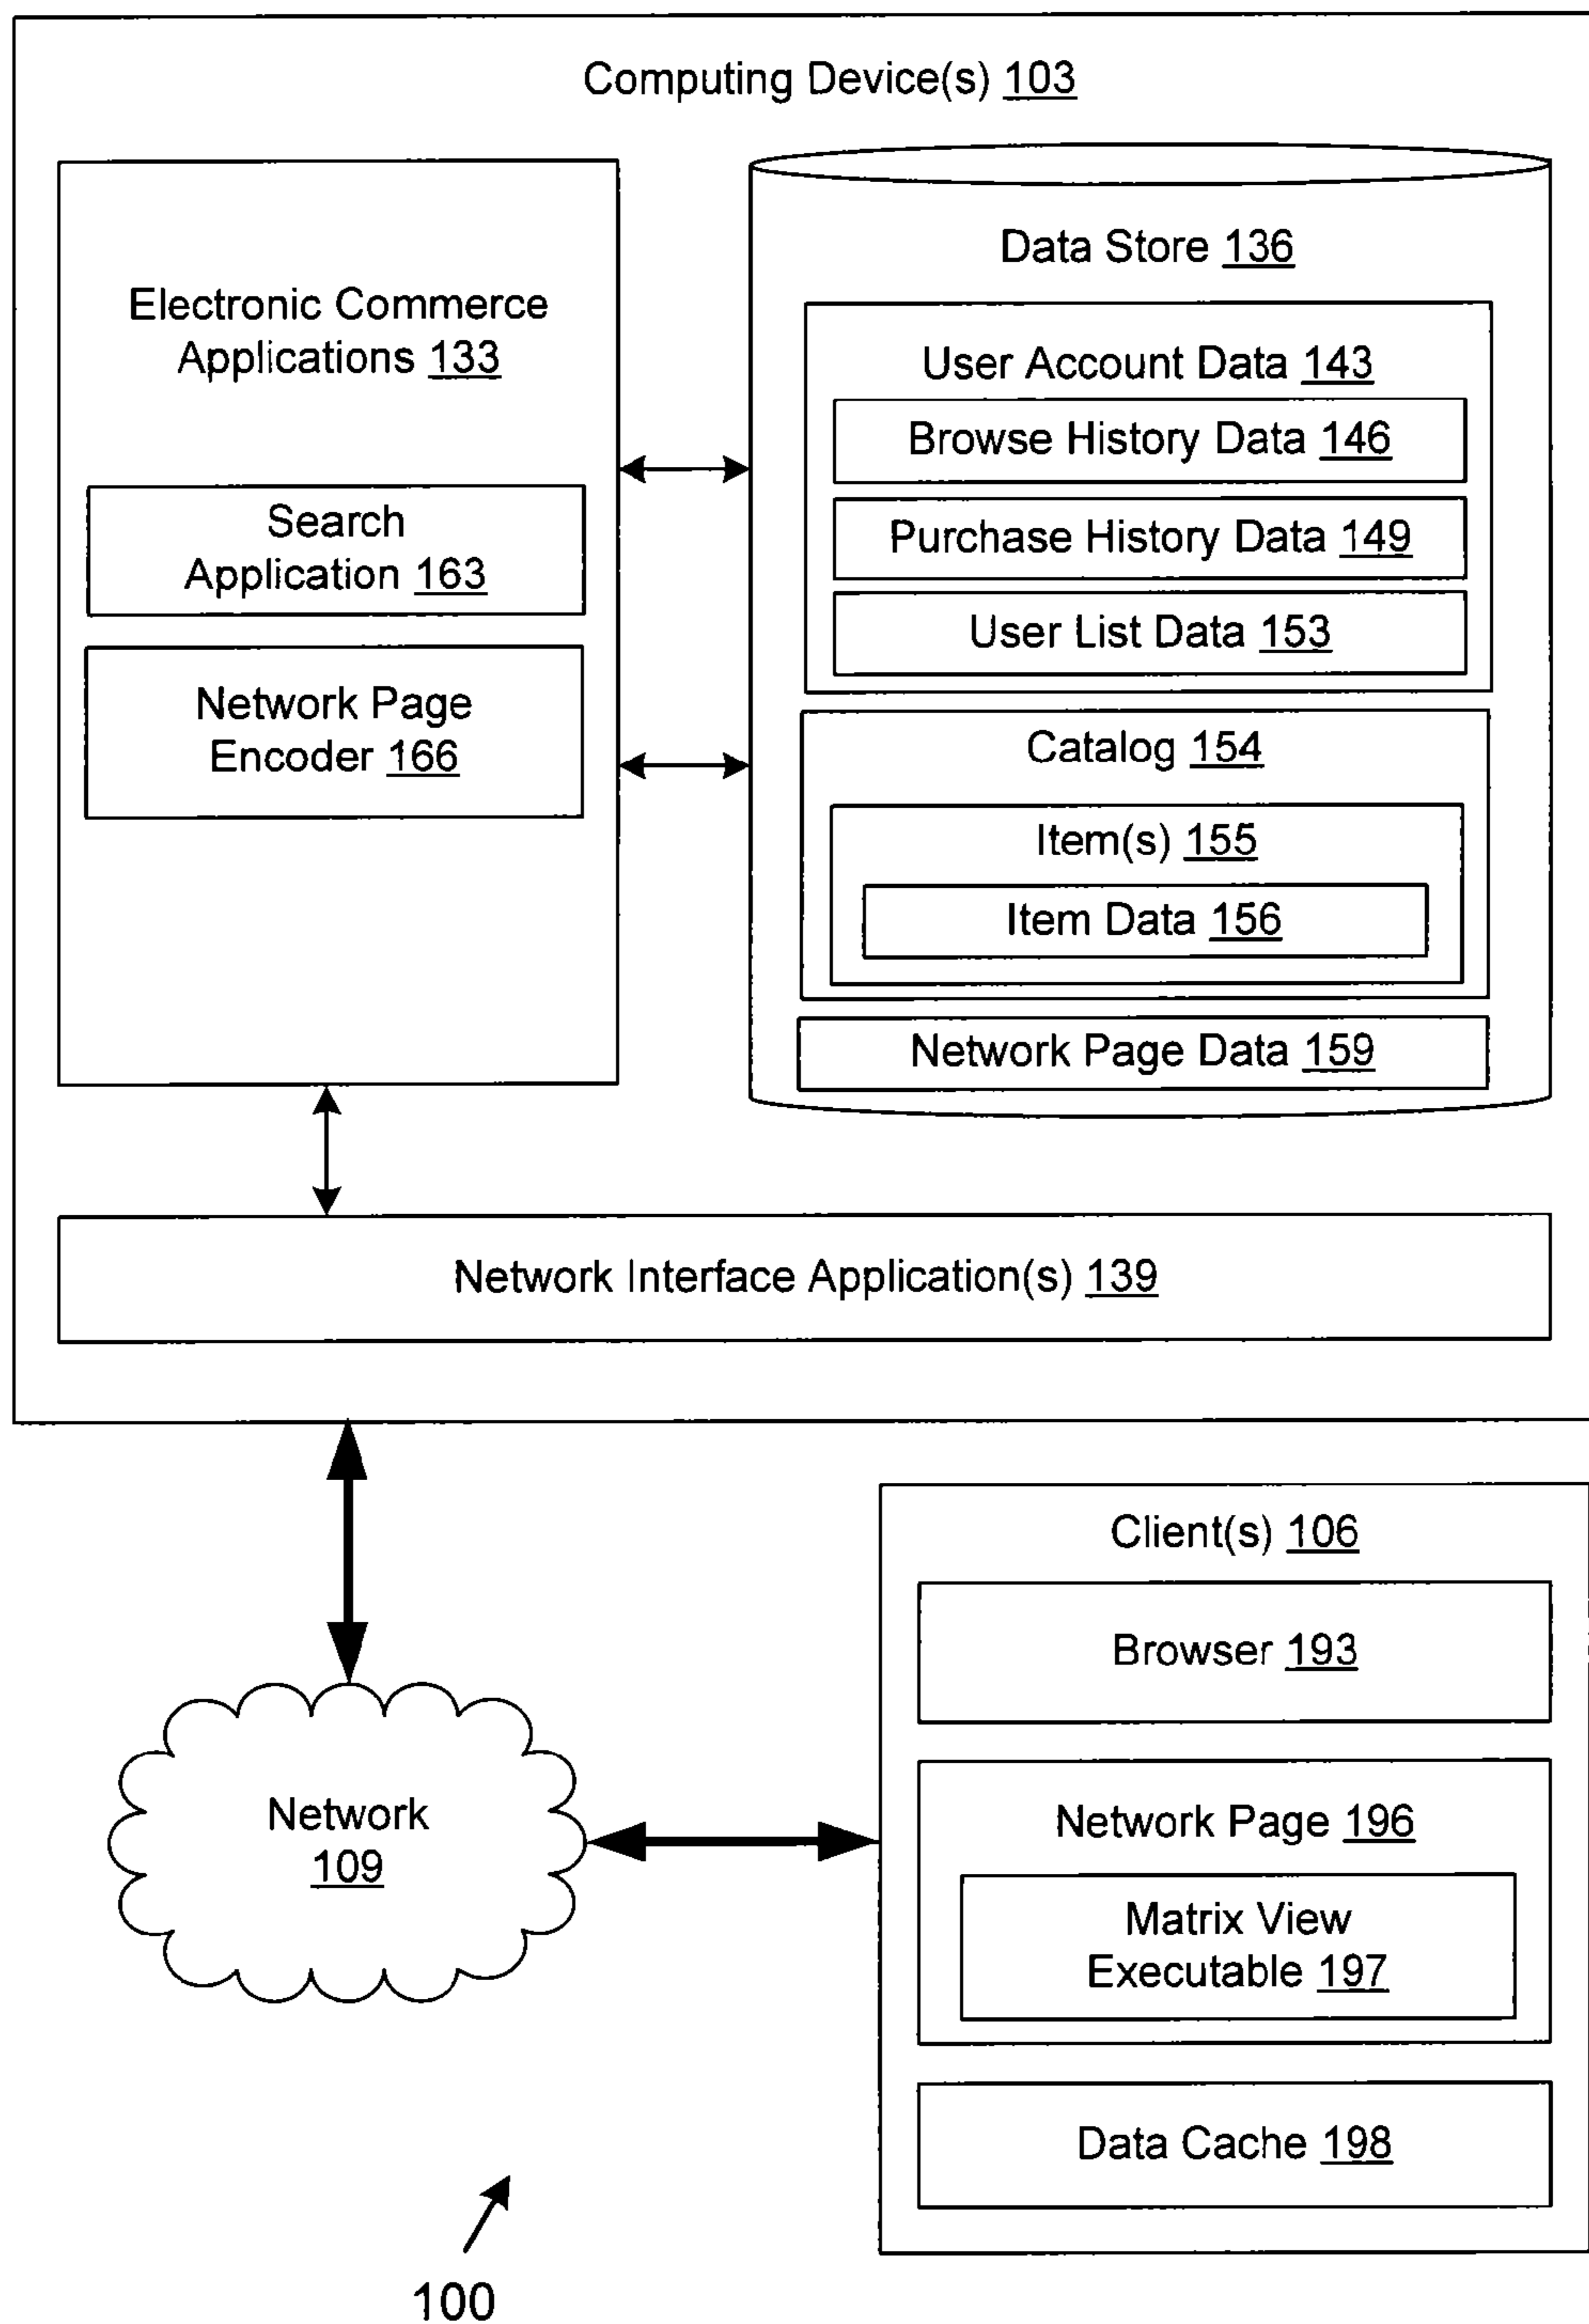 Computing Device(s) 103
Electronic Commerce
Applications 133
Search
Application 163
Network Page
Encoder 166
Data Store 136
User Account Data 143
Browse History Data 146
Purchase History Data 149
User List Data 153
Catalog 154
Item(s) 155
Item Data 156
Network Page Data 159
Network Interface Application(s) 139
Network
109
Client(s) 106
Browser 193
Network Page 196
Matrix View
Executable 197
Data Cache 198
100